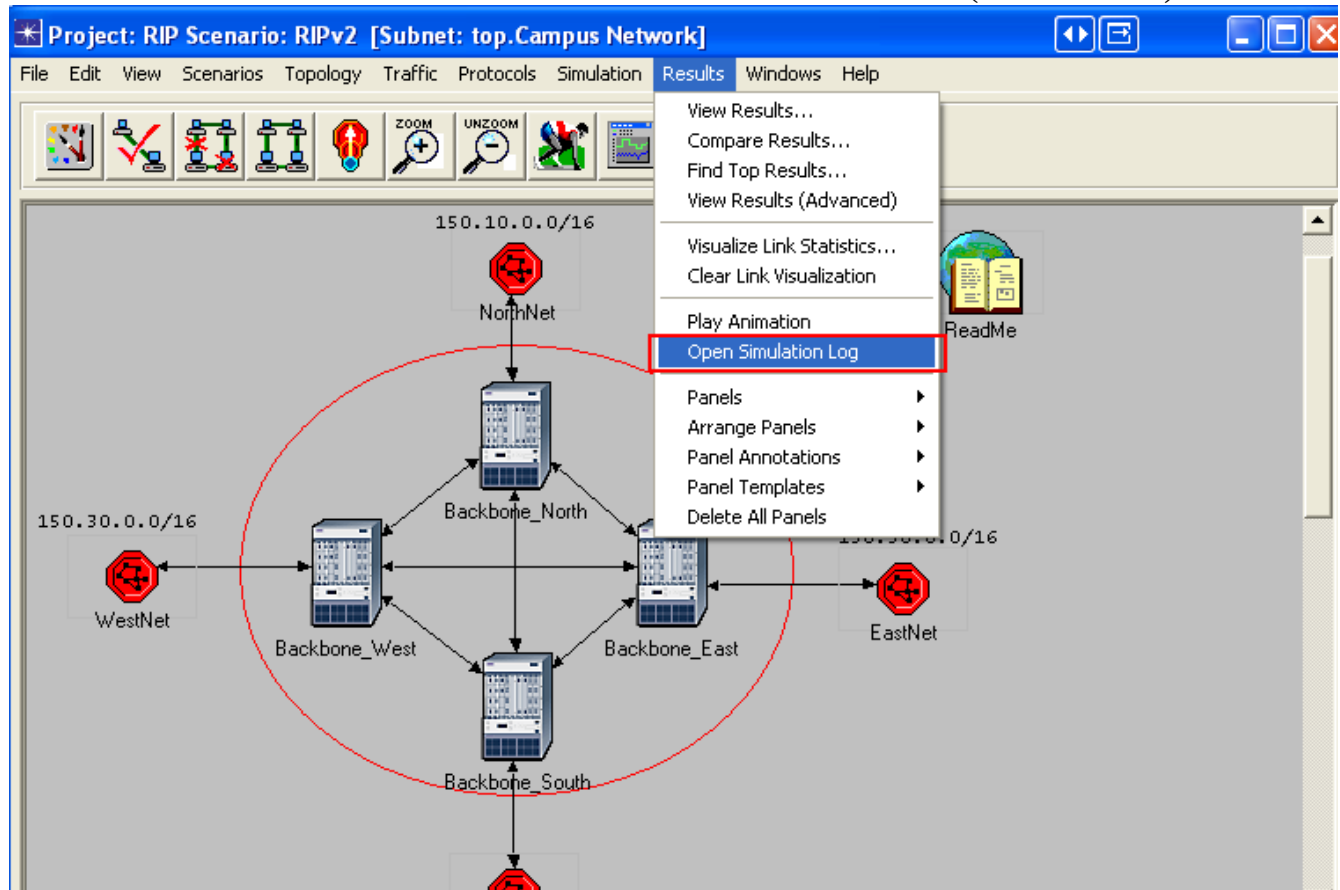 Project: RIP Scenario: RIPv2 [Subnet: top.Campus Network]
File Edit View Scenarios Topology Traffic Protocols Simulation Results Windows Help
ZOOM UNZOOM
View Results...
Compare Results...
Find Top Results...
View Results (Advanced)
Visualize Link Statistics...
Clear Link Visualization
Play Animation
Open Simulation Log
Panels
Arrange Panels
Panel Annotations
Panel Templates
Delete All Panels
150.10.0.0/16
NorthNet
ReadMe
Backbone_North
150.30.0.0/16
0/16
WestNet
Backbone_West
Backbone_East
EastNet
Backbone_South